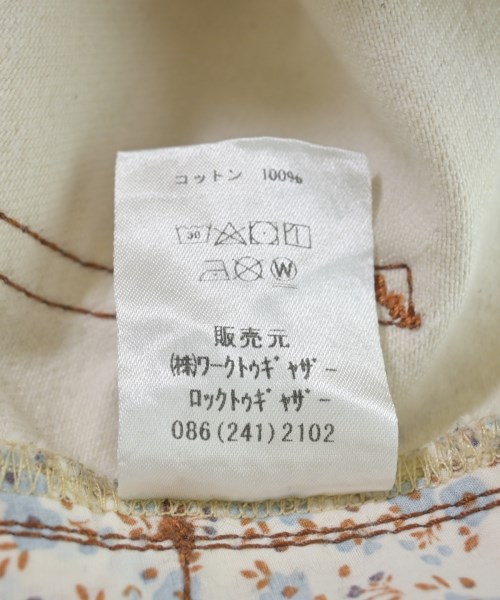 コットン 100%
30
W
販売元
(株)ワークトゥギャザー
ロックトゥギャザー
086(241)2102